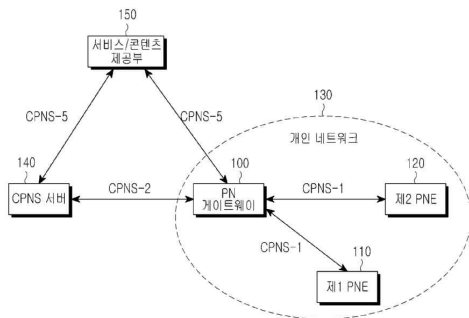 150
서비스/콘텐츠
제공부
CPNS-5
CPNS-5
130
개인 네트워크
140
CPNS 서버
CPNS-2
100
PN
게이트웨이
CPNS-1
120
제2 PNE
CPNS-1
110
제1 PNE